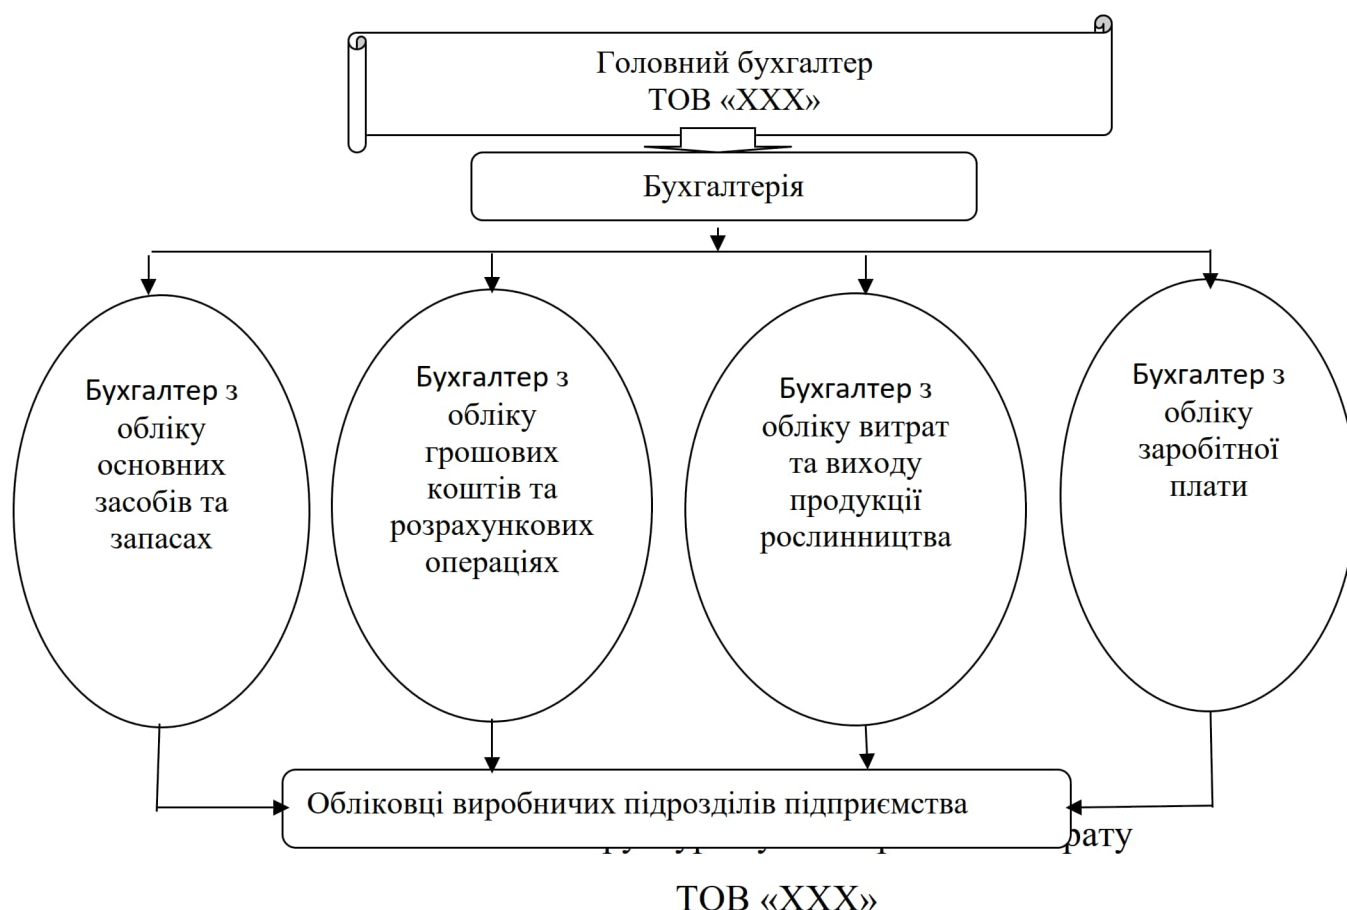 Головний бухгалтер
ТОВ «ХХХ»
Бухгалтерія
Бухгалтер з
обліку
основних
засобів та
запасах
Бухгалтер з
обліку
грошових
коштів та
розрахункових
операціях
Бухгалтер з
обліку витрат
та виходу
продукції
рослинництва
Бухгалтер з
обліку
заробітної
плати
Обліковці виробничих підрозділів підприємства
ТОВ «ХХХ»